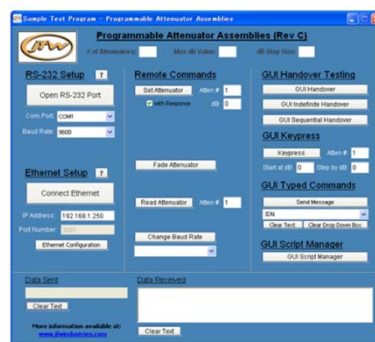 Sample Test Program - Programmable Attenuator Assemblies
Programmable Attenuator Assemblies (Rev C)
JFW
# of Attenuators:
Max dB Value:
dB Step Size:
RS-232 Setup
?
Open RS-232 Port
Com Port: COM1
Baud Rate: 9600
Ethernet Setup
?
Connect Ethernet
IP Address: 192.168.1.250
Port Number:
Ethernet Configuration
Remote Commands
Set Attenuator Atten # 1
with Response dB 0
Fade Attenuator
Read Attenuator Atten # 1
Change Baud Rate
GUI Handover Testing
GUI Handover
GUI Indefinite Handover
GUI Sequential Handover
GUI Keypress
Keypress Atten # 1
Start at dB 0 Step by dB 0
GUI Typed Commands
Send Message
IDN
Clear Text Clear Drop Down Box
GUI Script Manager
GUI Script Manager
Data Sent
Clear Text
More information available at:
www.jfwindustries.com
Data Received
Clear Text